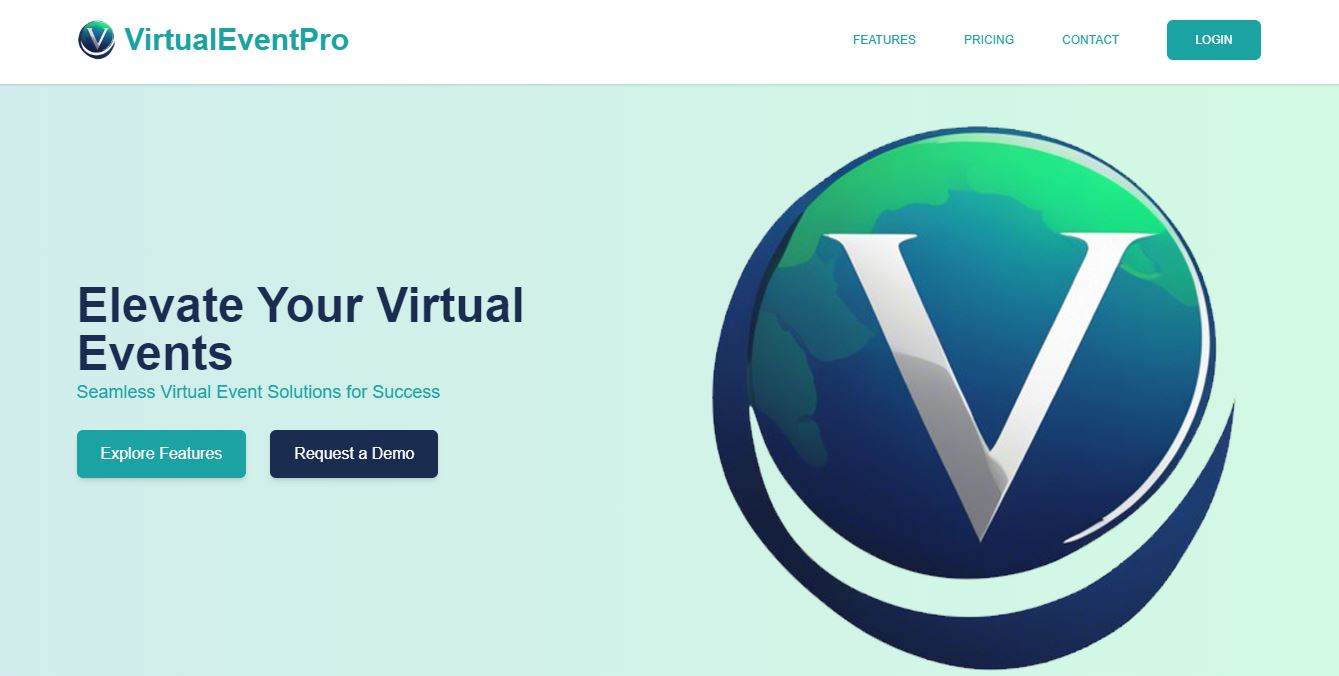 V VirtualEventPro
FEATURES PRICING CONTACT LOGIN
Elevate Your Virtual
Events
Seamless Virtual Event Solutions for Success
Explore Features Request a Demo
V